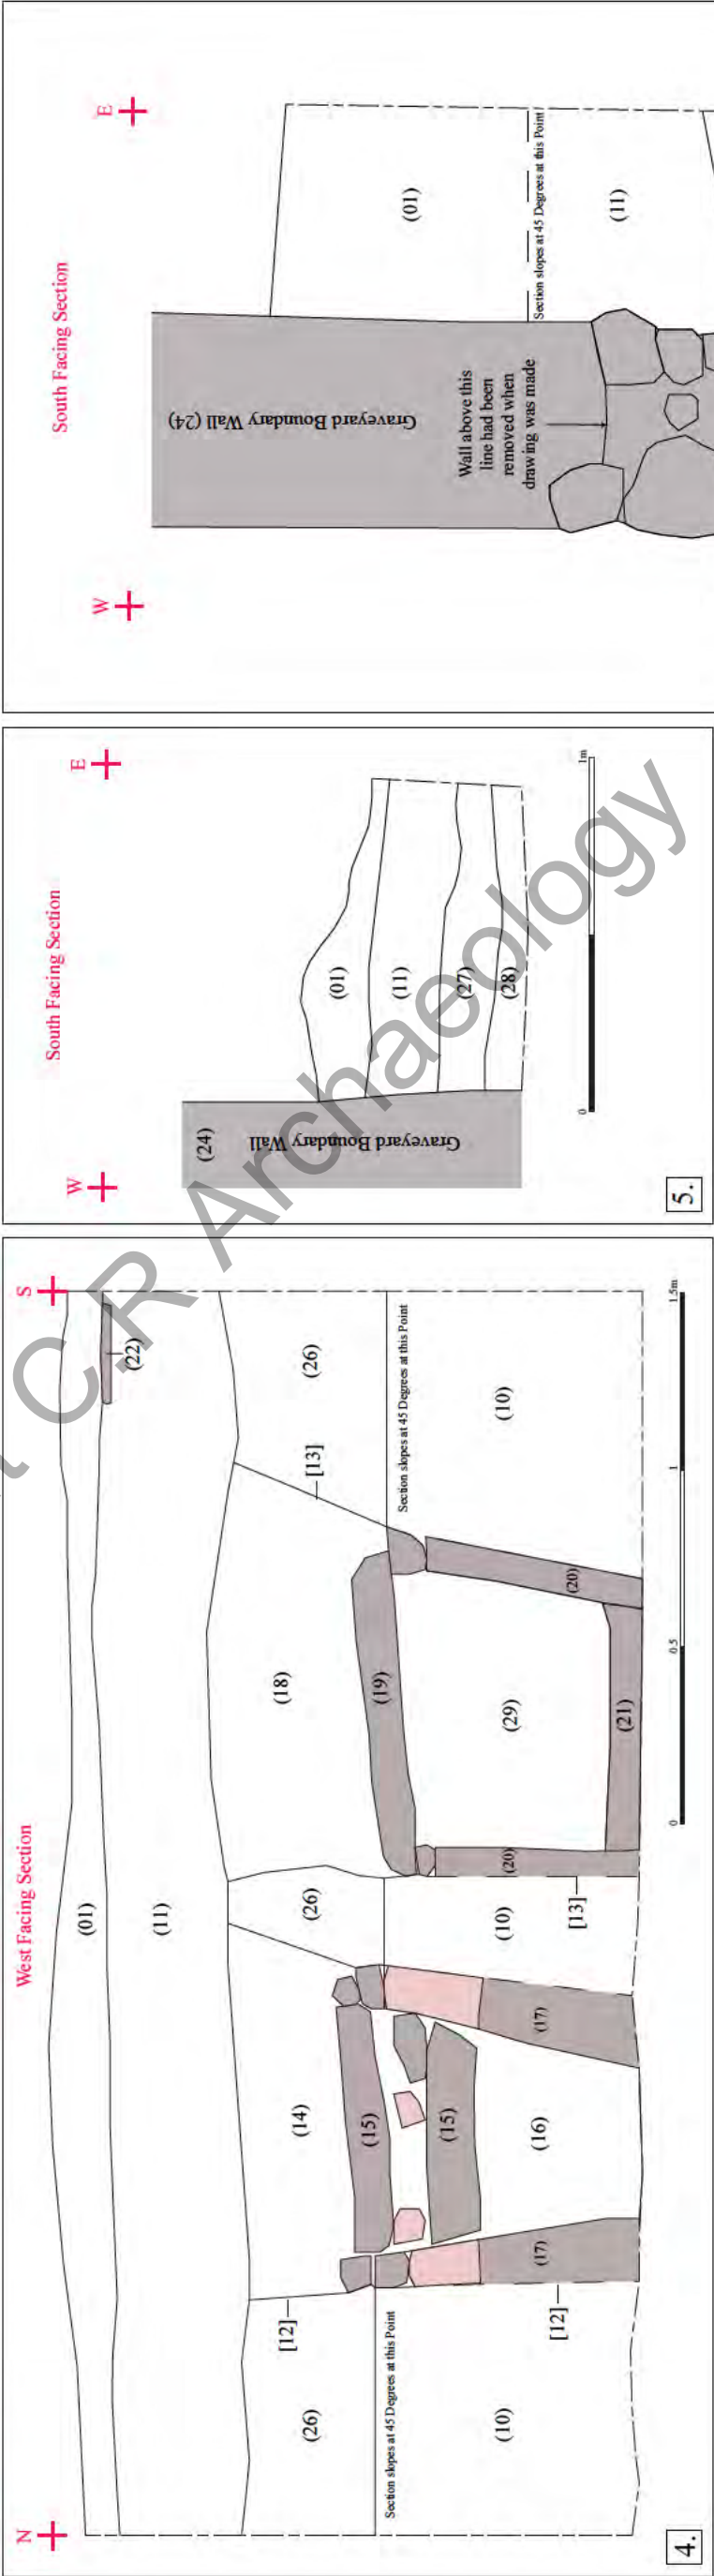 West Facing Section
N
S
(01)
(22)
(11)
(26)
(14)
(26)
(18)
(26)
[12]
[13]
(15)
(19)
Section slopes at 45 Degrees at this Point
Section slopes at 45 Degrees at this Point
(15)
(10)
(17)
(16)
(17)
(10)
(20)
(29)
(20)
(10)
[12]
[13]
(21)
0
0.5
1
1.5m
4.
South Facing Section
W
E
(24)
Graveyard Boundary Wall
(01)
(11)
(27)
(28)
0
1m
5.
South Facing Section
W
E
Graveyard Boundary Wall (24)
(01)
Wall above this
line had been
removed when
drawing was made
Section slopes at 45 Degrees at this Point
(11)
C.R Archaeology